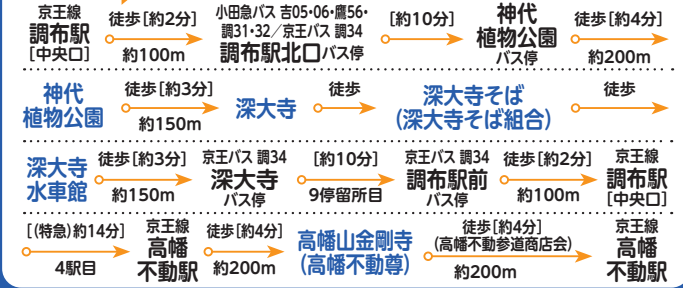 京王線
調布駅
[中央口]
徒歩[約2分]
約100m
小田急バス 吉05・06・鷹56・
調31・32／京王バス 調34
調布駅北口バス停
[約10分]
神代
植物公園
バス停
徒歩[約4分]
約200m
神代
植物公園
徒歩[約3分]
約150m
深大寺
徒歩
深大寺そば
(深大寺そば組合)
徒歩
深大寺
水車館
徒歩[約3分]
約150m
京王バス 調34
深大寺
バス停
[約10分]
9停留所目
京王バス 調34
調布駅前
バス停
徒歩[約2分]
約100m
京王線
調布駅
[中央口]
[(特急)約14分]
4駅目
京王線
高幡
不動駅
徒歩[約4分]
約200m
高幡山金剛寺
(高幡不動尊)
徒歩[約4分]
(高幡不動参道商店会)
約200m
京王線
高幡
不動駅